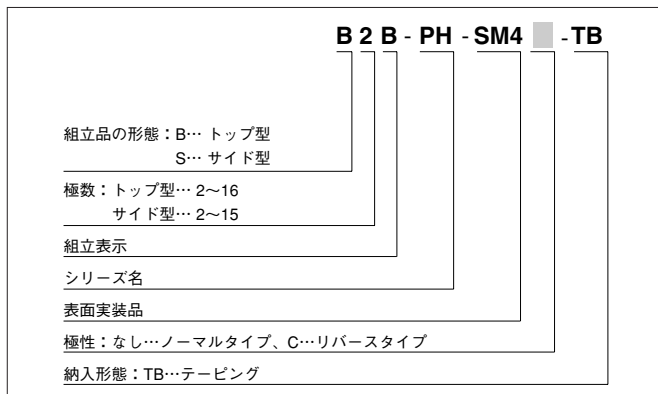 B 2 B - PH - SM4 - TB
組立品の形態：B… トップ型
S… サイド型
極数：トップ型… 2～16
サイド型… 2～15
組立表示
シリーズ名
表面実装品
極性：なし…ノーマルタイプ、C…リバースタイプ
納入形態：TB…テーピング